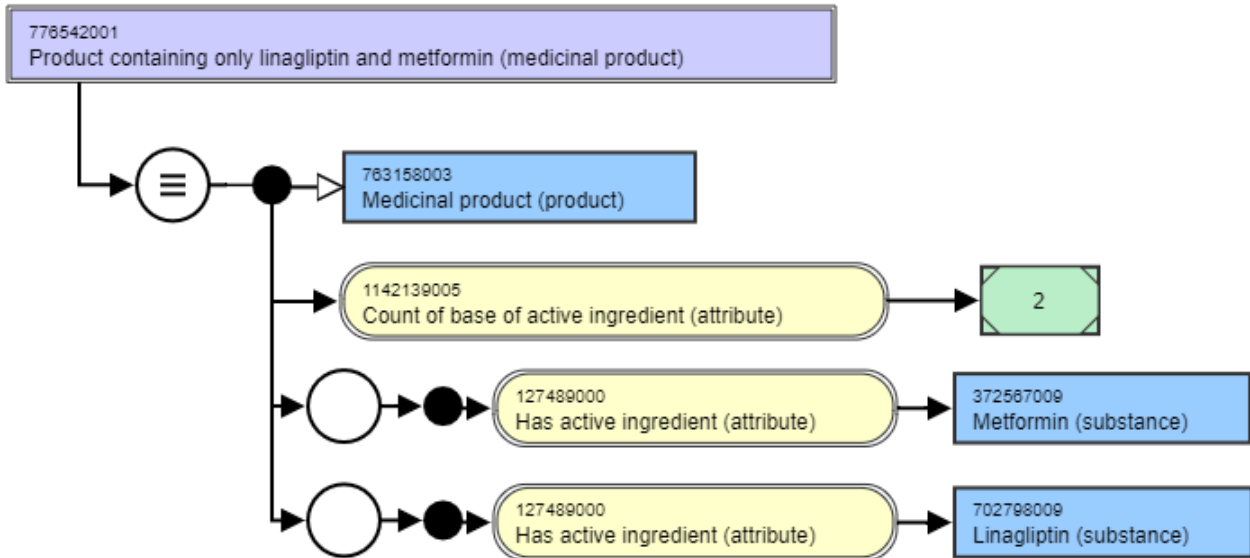 776542001
Product containing only linagliptin and metformin (medicinal product)
763158003
Medicinal product (product)
1142139005
Count of base of active ingredient (attribute)
2
127489000
Has active ingredient (attribute)
372567009
Metformin (substance)
127489000
Has active ingredient (attribute)
702798009
Linagliptin (substance)